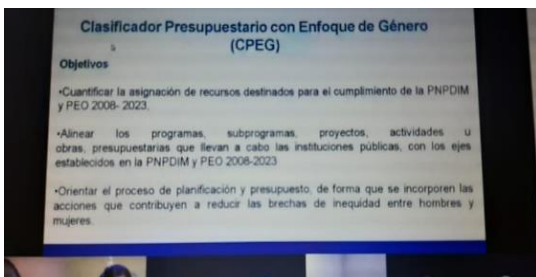 Clasificador Presupuestario con Enfoque de Género
(CPEG)
Objetivos
•Cuantificar la asignación de recursos destinados para el cumplimiento de la PNPDIM
y PEO 2008- 2023.
•Alinear los programas, subprogramas, proyectos, actividades u
obras, presupuestarias que llevan a cabo las instituciones públicas, con los ejes
establecidos en la PNPDIM y PEO 2008-2023
•Orientar el proceso de planificación y presupuesto, de forma que se incorporen las
acciones que contribuyen a reducir las brechas de inequidad entre hombres y
mujeres.